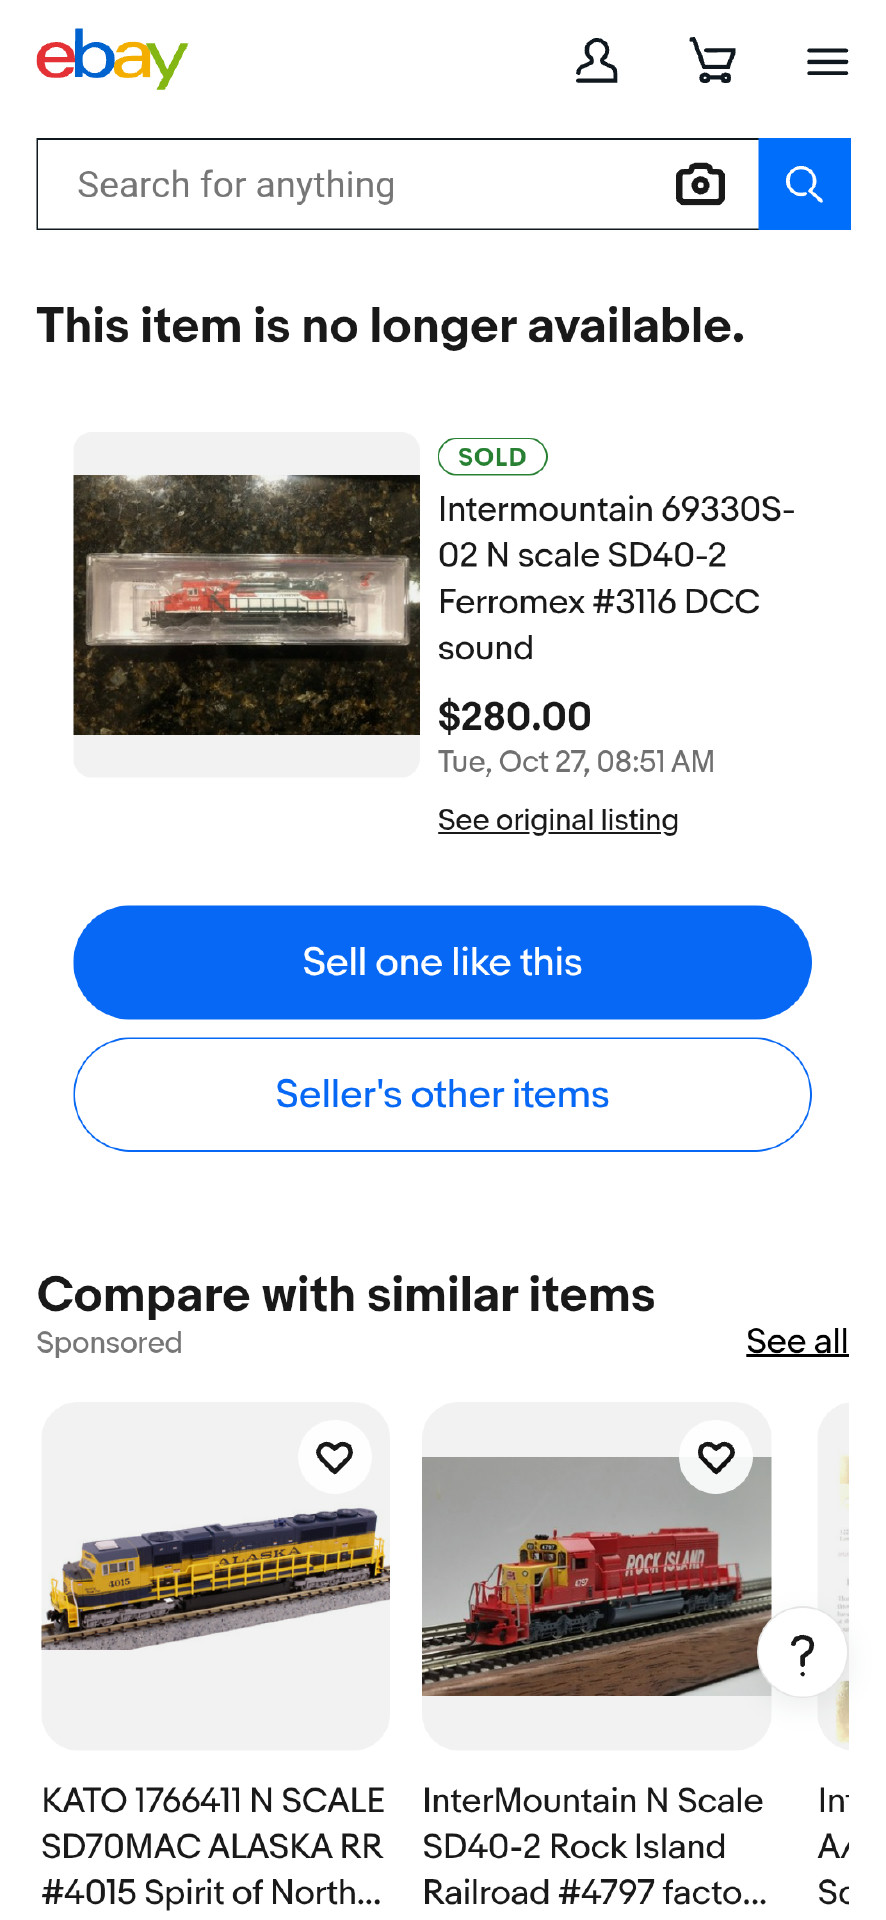 ebay
Search for anything
This item is no longer available.
SOLD
Intermountain 69330S-
02 N scale SD40-2
Ferromex #3116 DCC
sound
$280.00
Tue, Oct 27, 08:51 AM
See original listing
Sell one like this
Seller's other items
Compare with similar items
Sponsored
See all
ALASKA
4015
ROCK ISLAND
4797
?
KATO 1766411 N SCALE
SD70MAC ALASKA RR
#4015 Spirit of North...
InterMountain N Scale
SD40-2 Rock Island
Railroad #4797 facto...